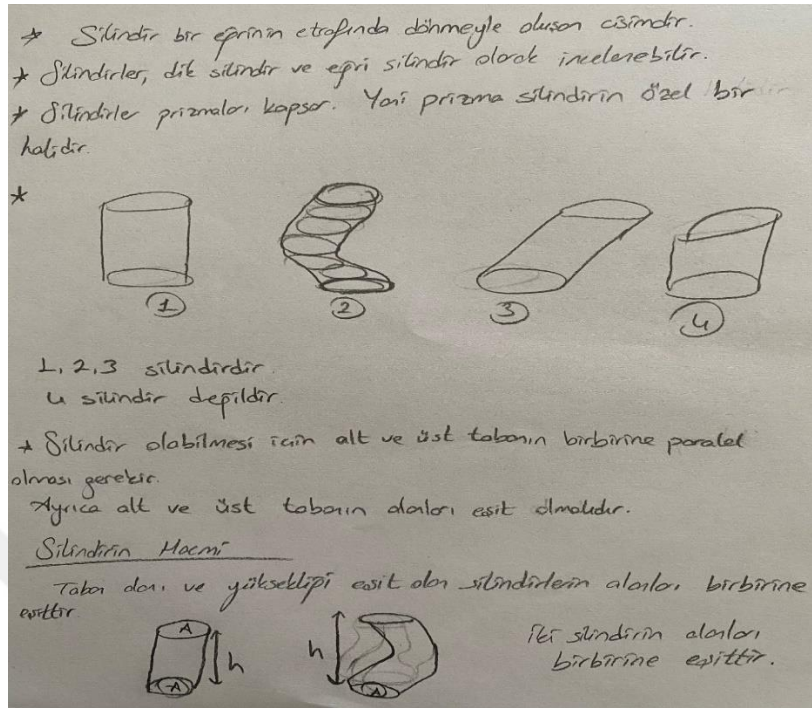 * Silindir bir eğrinin etrafında dönmeyle oluşan cisimdir.
* Silindirler, dik silindir ve eğri silindir olarak incelenebilir.
* Silindirle prizmaları kapsar. Yani prizma silindirin özel bir
halidir.
*
1
2
3
4
1, 2, 3 silindirdir.
4 silindir değildir.
* Silindir olabilmesi için alt ve üst tabanın birbirine paralel
olması gerekir.
Ayrıca alt ve üst tabanın alanları eşit olmalıdır.
Silindirin Hacmi
Taban alanı ve yüksekliği eşit olan silindirlerin alanları birbirine
eşittir
A
A
h
h
A
İki silindirin alanları
birbirine eşittir.